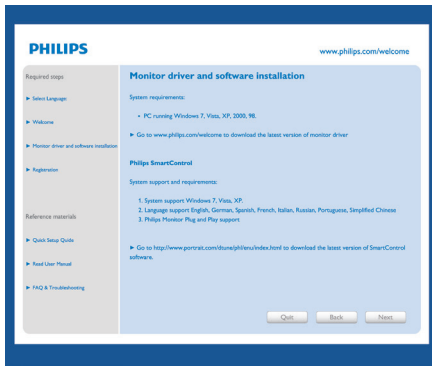 PHILIPS
www.philips.com/welcome
Required steps
► Select Language
► Welcome
► Monitor driver and software installation
► Registration
Reference materials
► Quick Setup Quide
► Read User Manual
► FAQ & Troubleshooting
Monitor driver and software installation
System requirements:
• PC running Windows 7, Vista, XP, 2000, 98.
► Go to www.philips.com/welcome to download the latest version of monitor driver
Philips SmartControl
System support and requirements:
1. System support Windows 7, Vista, XP.
2. Language support English, Gorman, Spanish, French, Italian, Russian, Portuguese, Simplified Chinese
3. Philips Monitor Plug and Play support
► Go to http://www.portrait.com/dtune/phl/enu/index.html to download the latest version of SmartControl
software.
Quit
Back
Next